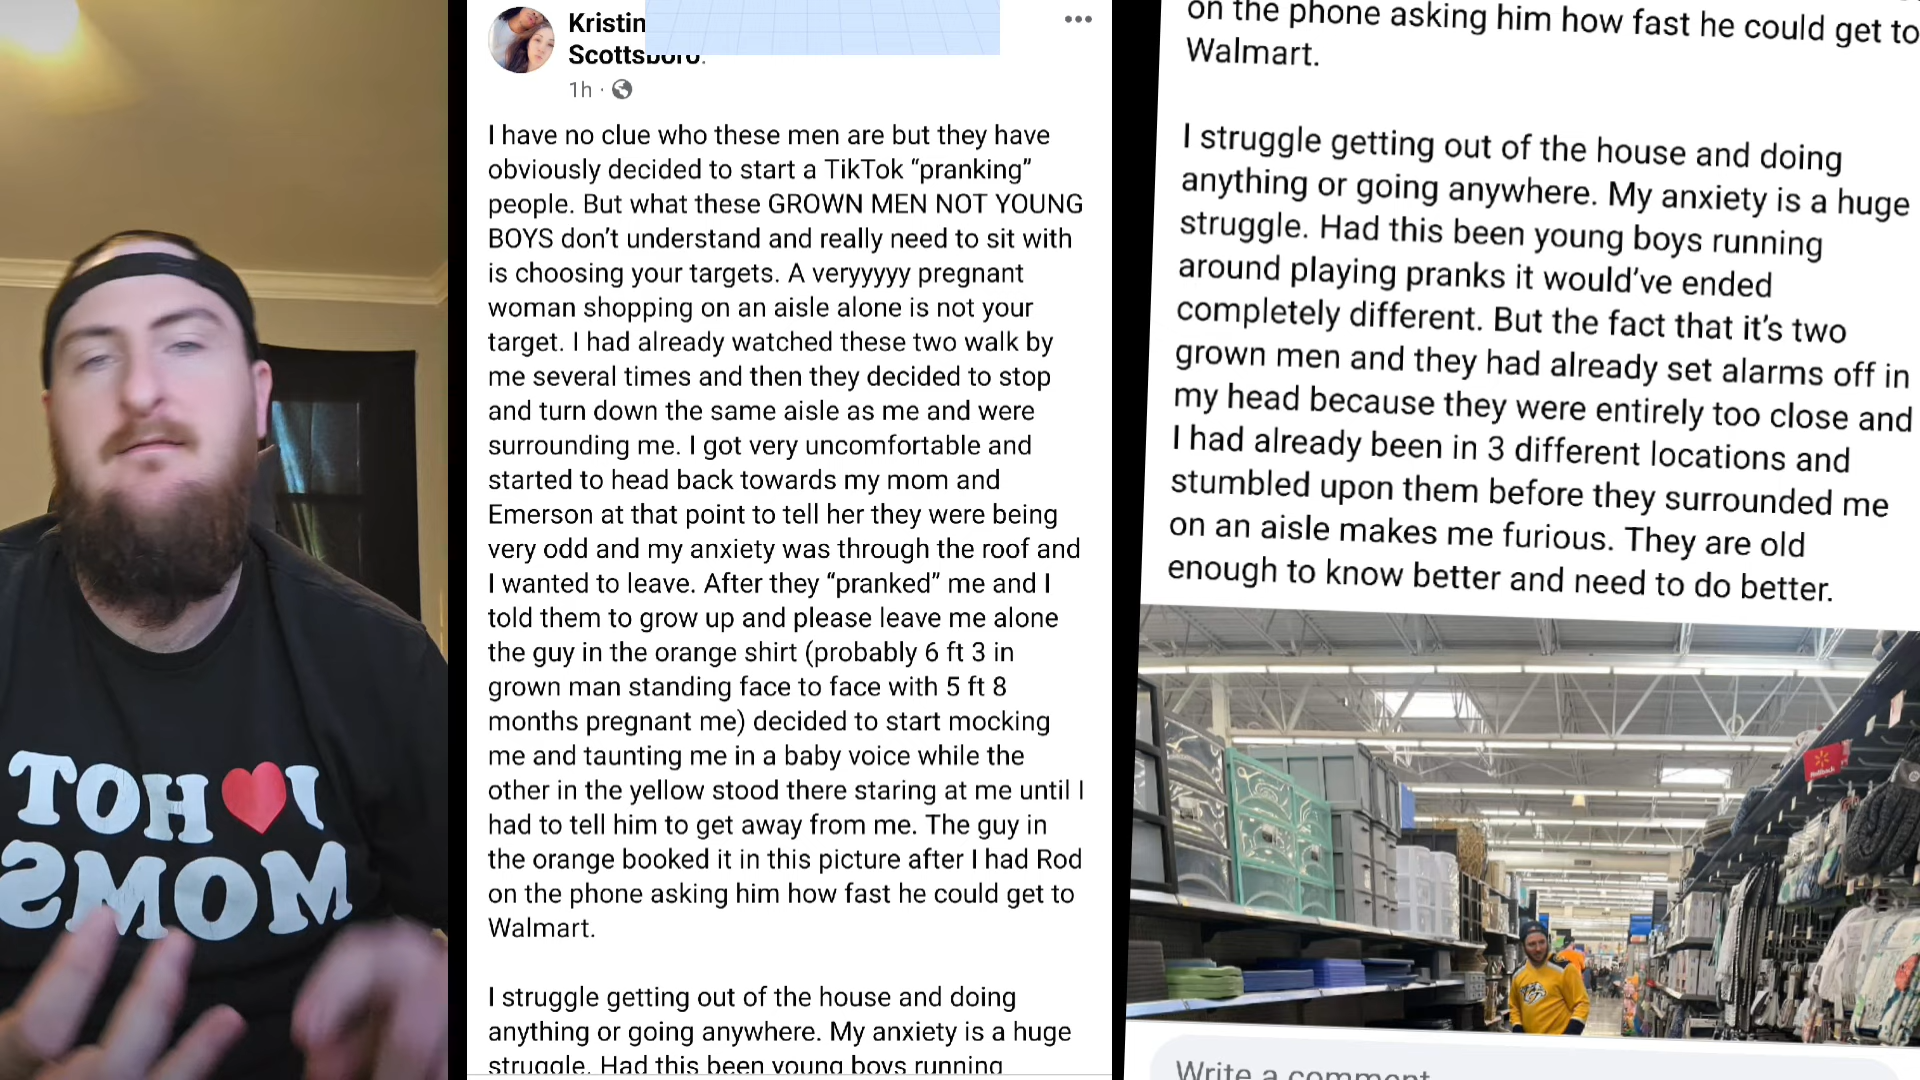 I ❤ HOT
MOMS
Kristin
Scottsboro.
1h
I have no clue who these men are but they have
obviously decided to start a TikTok “pranking”
people. But what these GROWN MEN NOT YOUNG
BOYS don’t understand and really need to sit with
is choosing your targets. A veryyyyy pregnant
woman shopping on an aisle alone is not your
target. I had already watched these two walk by
me several times and then they decided to stop
and turn down the same aisle as me and were
surrounding me. I got very uncomfortable and
started to head back towards my mom and
Emerson at that point to tell her they were being
very odd and my anxiety was through the roof and
I wanted to leave. After they “pranked” me and I
told them to grow up and please leave me alone
the guy in the orange shirt (probably 6 ft 3 in
grown man standing face to face with 5 ft 8
months pregnant me) decided to start mocking
me and taunting me in a baby voice while the
other in the yellow stood there staring at me until I
had to tell him to get away from me. The guy in
the orange booked it in this picture after I had Rod
on the phone asking him how fast he could get to
Walmart.
I struggle getting out of the house and doing
anything or going anywhere. My anxiety is a huge
struggle. Had this been young boys running
on the phone asking him how fast he could get to
Walmart.
I struggle getting out of the house and doing
anything or going anywhere. My anxiety is a huge
struggle. Had this been young boys running
around playing pranks it would’ve ended
completely different. But the fact that it’s two
grown men and they had already set alarms off in
my head because they were entirely too close and
I had already been in 3 different locations and
stumbled upon them before they surrounded me
on an aisle makes me furious. They are old
enough to know better and need to do better.
Rollback
Write a comment